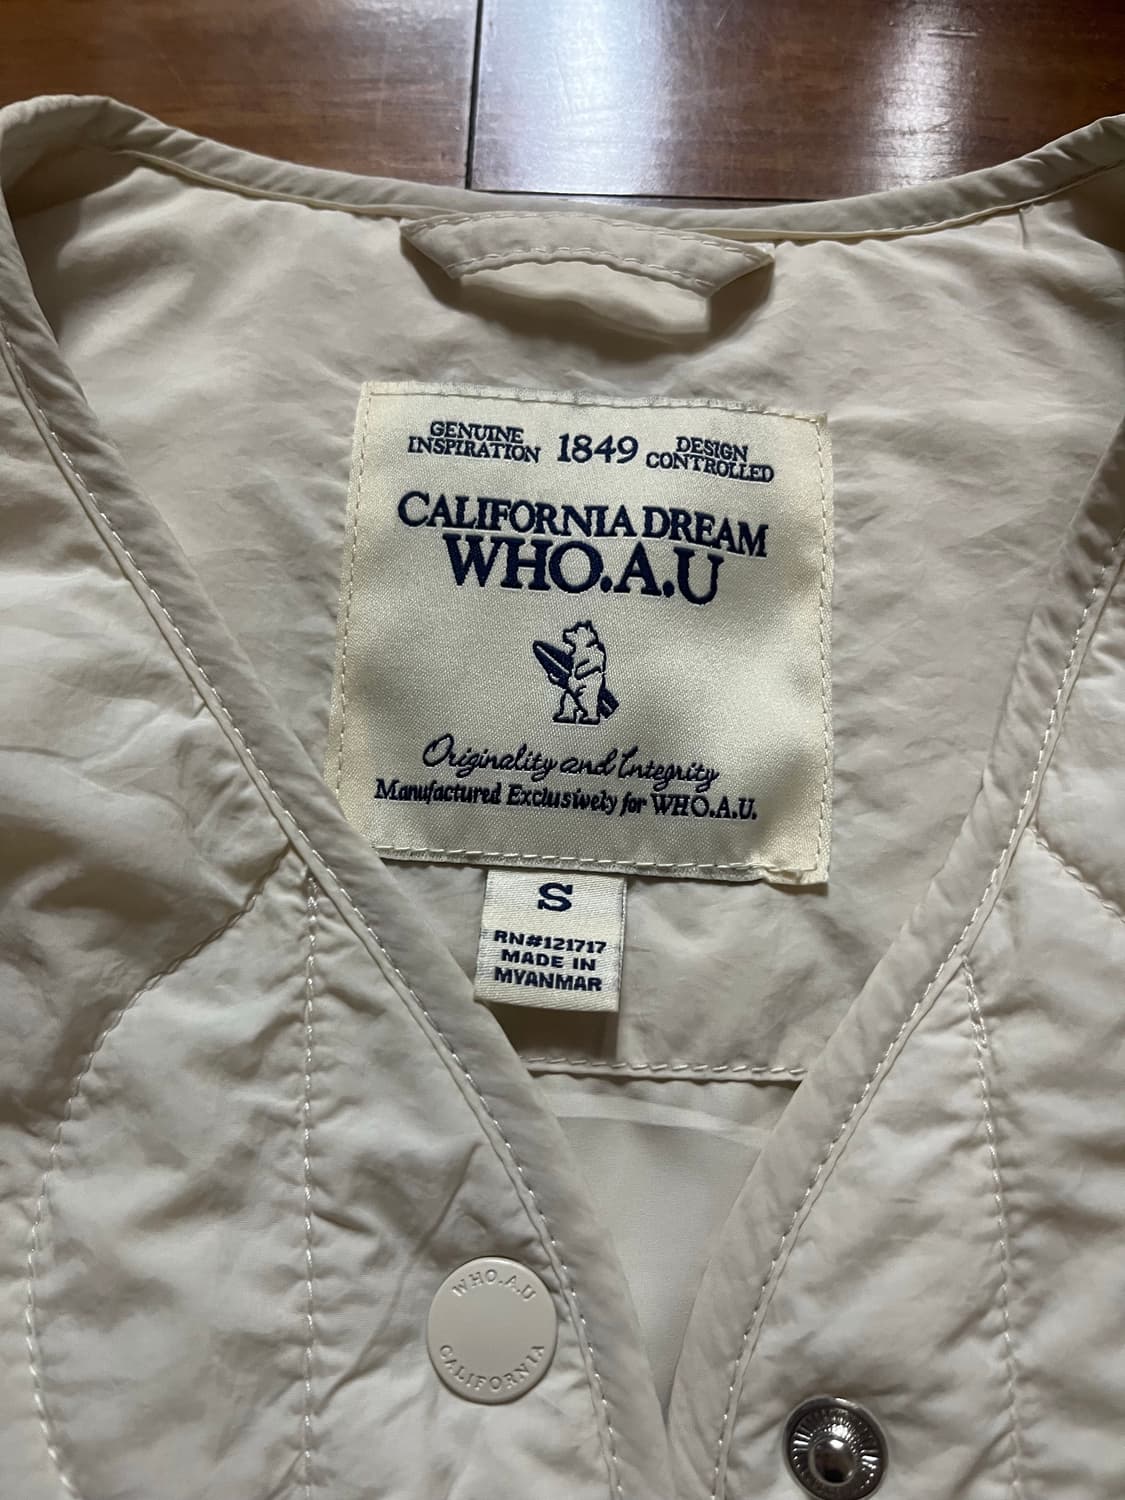 GENUINE INSPIRATION
1849
DESIGN CONTROLLED
CALIFORNIA DREAM
WHO.A.U
Originality and Integrity
Manufactured Exclusively for WHO.A.U.
S
RN#121717
MADE IN
MYANMAR
WHO.A.U
CALIFORNIA